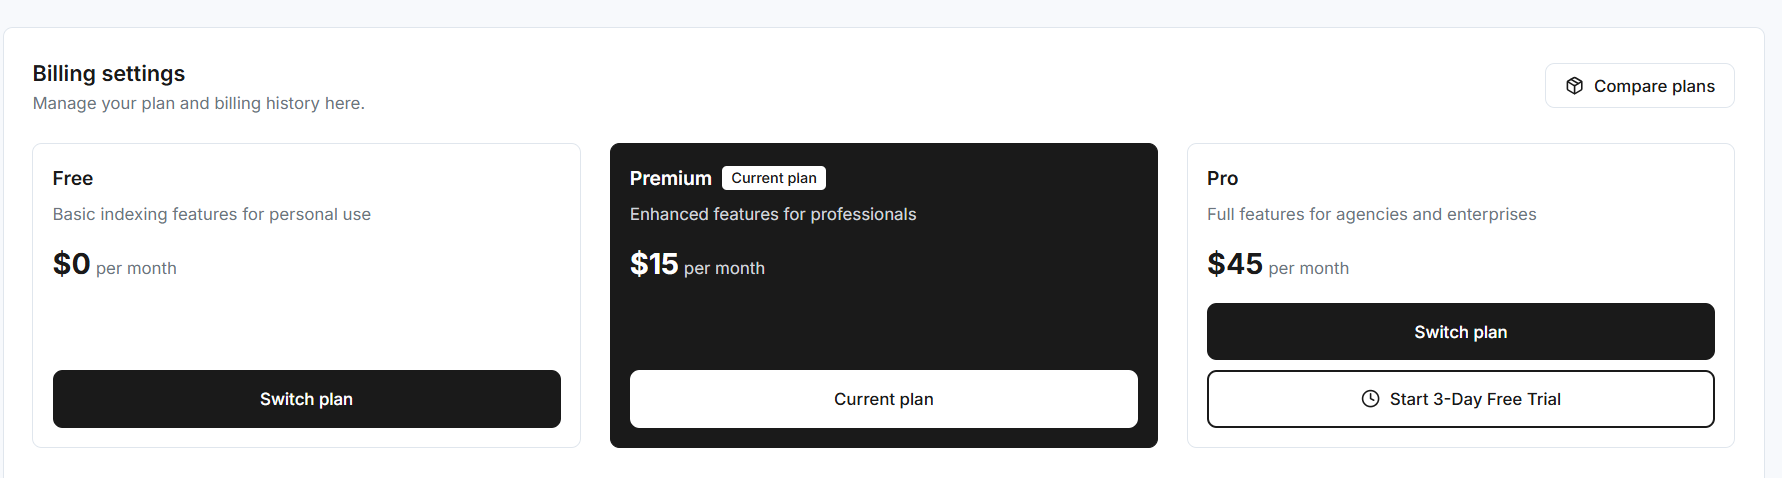 Billing settings
Manage your plan and billing history here.
Compare plans
Free
Basic indexing features for personal use
$0 per month
Switch plan
Premium Current plan
Enhanced features for professionals
$15 per month
Current plan
Pro
Full features for agencies and enterprises
$45 per month
Switch plan
Start 3-Day Free Trial